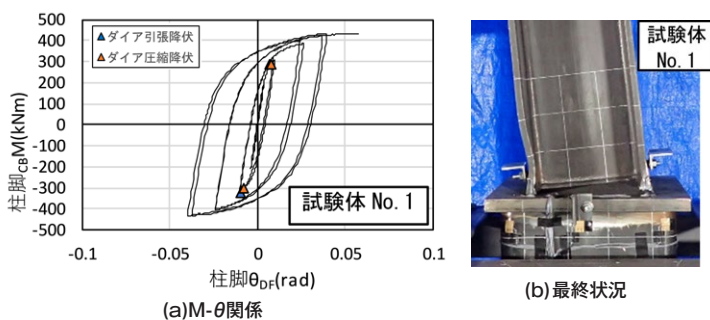 500
400
300
200
100
0
-100
-200
-300
-400
-500
柱脚CBM(kNm)
ダイア引張降伏
ダイア圧縮降伏
試験体 No. 1
-0.1
-0.05
0
0.05
0.1
柱脚θDF(rad)
(a)M-θ関係
試験体
No. 1
(b)最終状況